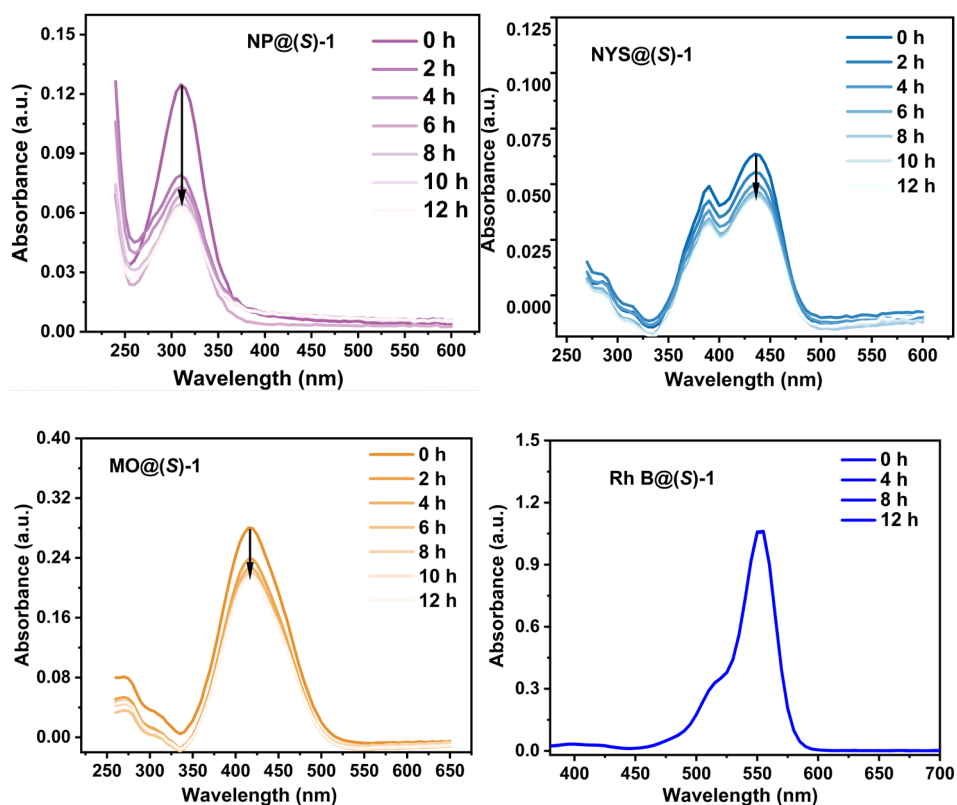 NP@(S)-1
0 h
2 h
4 h
6 h
8 h
10 h
12 h
0.15
0.12
0.09
0.06
0.03
0.00
Absorbance (a.u.)
250 300 350 400 450 500 550 600
Wavelength (nm)
NYS@(S)-1
0 h
2 h
4 h
6 h
8 h
10 h
12 h
0.125
0.100
0.075
0.050
0.025
0.000
Absorbance (a.u.)
250 300 350 400 450 500 550 600
Wavelength (nm)
MO@(S)-1
0 h
2 h
4 h
6 h
8 h
10 h
12 h
0.40
0.32
0.24
0.16
0.08
0.00
Absorbance (a.u.)
250 300 350 400 450 500 550 600 650
Wavelength (nm)
Rh B@(S)-1
0 h
4 h
8 h
12 h
1.5
1.2
0.9
0.6
0.3
0.0
Absorbance (a.u.)
400 450 500 550 600 650 700
Wavelength (nm)